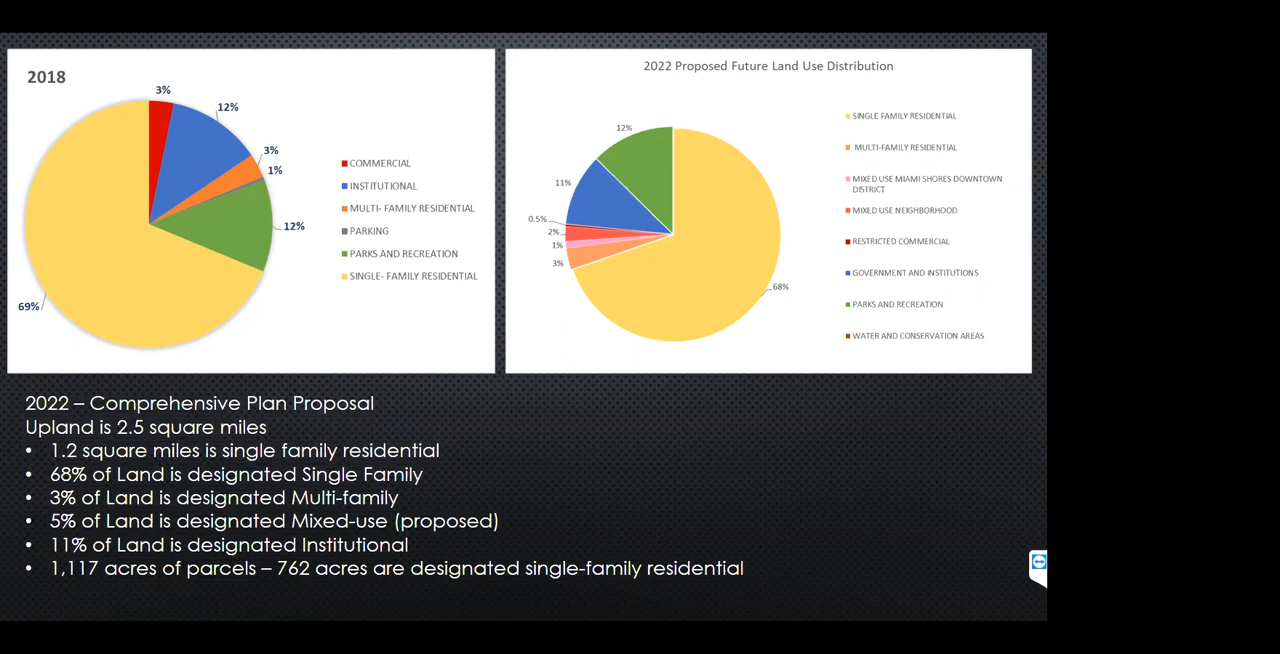 2018
3%
12%
3%
1%
12%
69%
COMMERCIAL
INSTITUTIONAL
MULTI- FAMILY RESIDENTIAL
PARKING
PARKS AND RECREATION
SINGLE- FAMILY RESIDENTIAL
2022 Proposed Future Land Use Distribution
12%
11%
0.5%
2%
1%
3%
68%
SINGLE FAMILY RESIDENTIAL
MULTI-FAMILY RESIDENTIAL
MIXED USE MIAMI SHORES DOWNTOWN
DISTRICT
MIXED USE NEIGHBORHOOD
RESTRICTED COMMERCIAL
GOVERNMENT AND INSTITUTIONS
PARKS AND RECREATION
WATER AND CONSERVATION AREAS
2022 – Comprehensive Plan Proposal
Upland is 2.5 square miles
• 1.2 square miles is single family residential
• 68% of Land is designated Single Family
• 3% of Land is designated Multi-family
• 5% of Land is designated Mixed-use (proposed)
• 11% of Land is designated Institutional
• 1,117 acres of parcels – 762 acres are designated single-family residential